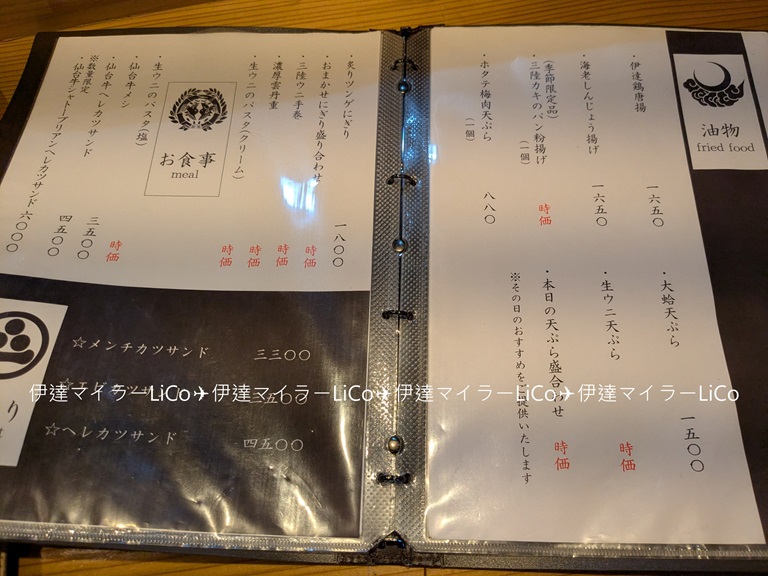 油物
fried food
・伊達鶏唐揚 一六五〇
・海老しんじょう揚げ 一六五〇
(季節限定品)
・三陸カキのパン粉揚げ(一個) 時価
・ホタテ梅肉天ぷら(一個) 八八〇
・大蛤天ぷら 一五〇〇
・生ウニ天ぷら 時価
・本日の天ぷら盛合わせ 時価
※その日のおすすめをご提供いたします
・炙りツンゲにぎり 一八〇〇
・おまかせにぎり盛り合わせ 時価
・三陸ウニ手巻 時価
・濃厚雲丹重 時価
・生ウニのパスタ(クリーム) 時価
お食事
meal
・生ウニのパスタ(塩)
・仙台牛メシ 時価
・仙台牛ヘレカツサンド 三五〇〇
※数量限定 四五〇〇
・仙台牛シャトーブリアンヘレカツサンド 六〇〇〇
☆メンチカツサンド 三三〇〇
カツサンド 三五〇〇
☆ヘレカツサンド 四五〇〇
り
伊達マイラーLiCo✈伊達マイラーLiCo✈伊達マイラーLiCo✈伊達マイラーLiCo